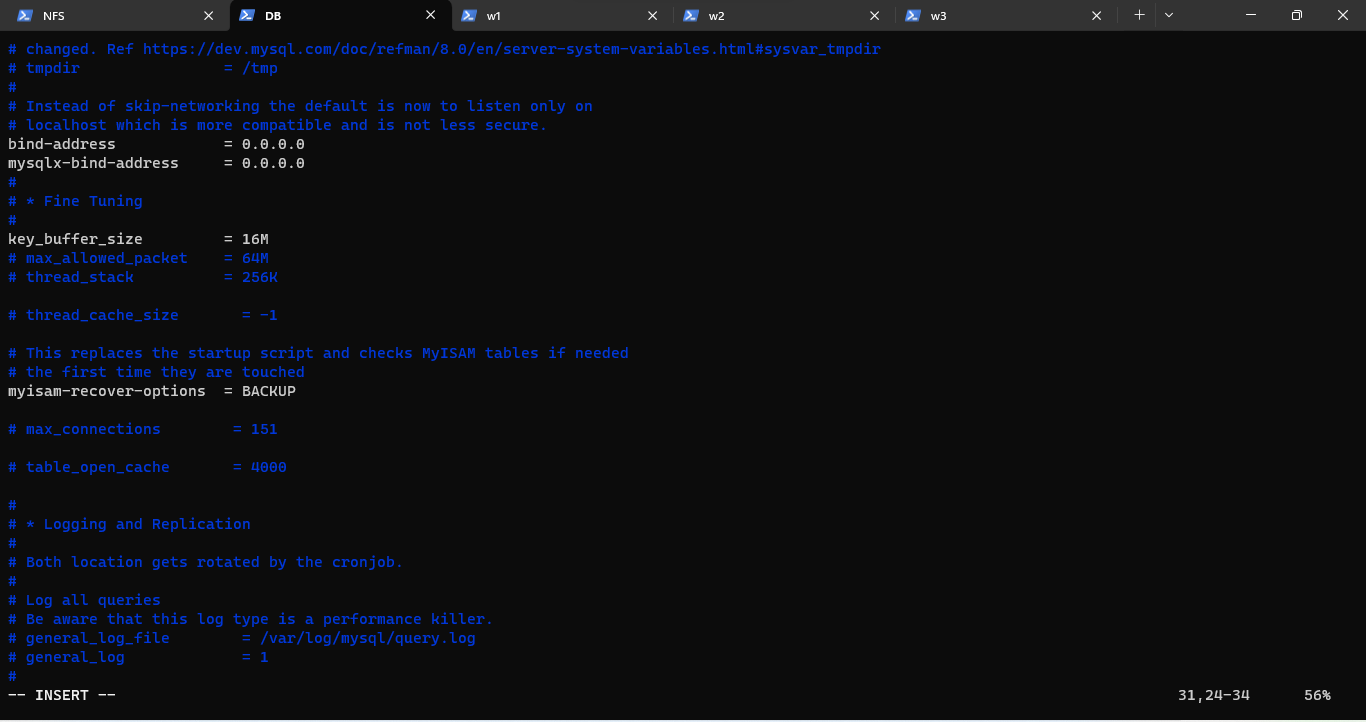 NFS DB w1 w2 w3
# changed. Ref https://dev.mysql.com/doc/refman/8.0/en/server-system-variables.html#sysvar_tmpdir
# tmpdir                = /tmp
#
# Instead of skip-networking the default is now to listen only on
# localhost which is more compatible and is not less secure.
bind-address            = 0.0.0.0
mysqlx-bind-address     = 0.0.0.0
#
# * Fine Tuning
#
key_buffer_size         = 16M
# max_allowed_packet    = 64M
# thread_stack          = 256K
# thread_cache_size       = -1
# This replaces the startup script and checks MyISAM tables if needed
# the first time they are touched
myisam-recover-options  = BACKUP
# max_connections        = 151
# table_open_cache       = 4000
#
# * Logging and Replication
#
# Both location gets rotated by the cronjob.
#
# Log all queries
# Be aware that this log type is a performance killer.
# general_log_file        = /var/log/mysql/query.log
# general_log             = 1
#
-- INSERT -- 31,24-34 56%